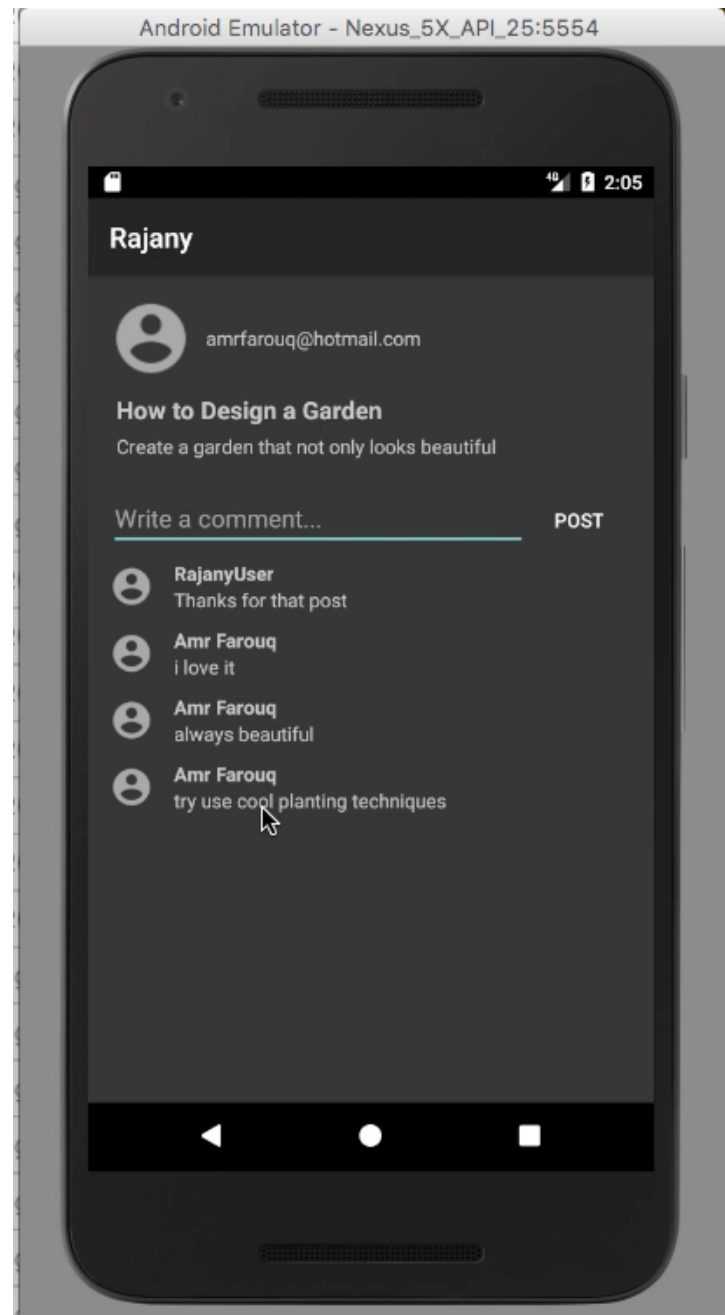 Android Emulator - Nexus_5X_API_25:5554
2:05
Rajany
amrfarouq@hotmail.com
How to Design a Garden
Create a garden that not only looks beautiful
Write a comment...
POST
RajanyUser
Thanks for that post
Amr Farouq
i love it
Amr Farouq
always beautiful
Amr Farouq
try use cool planting techniques